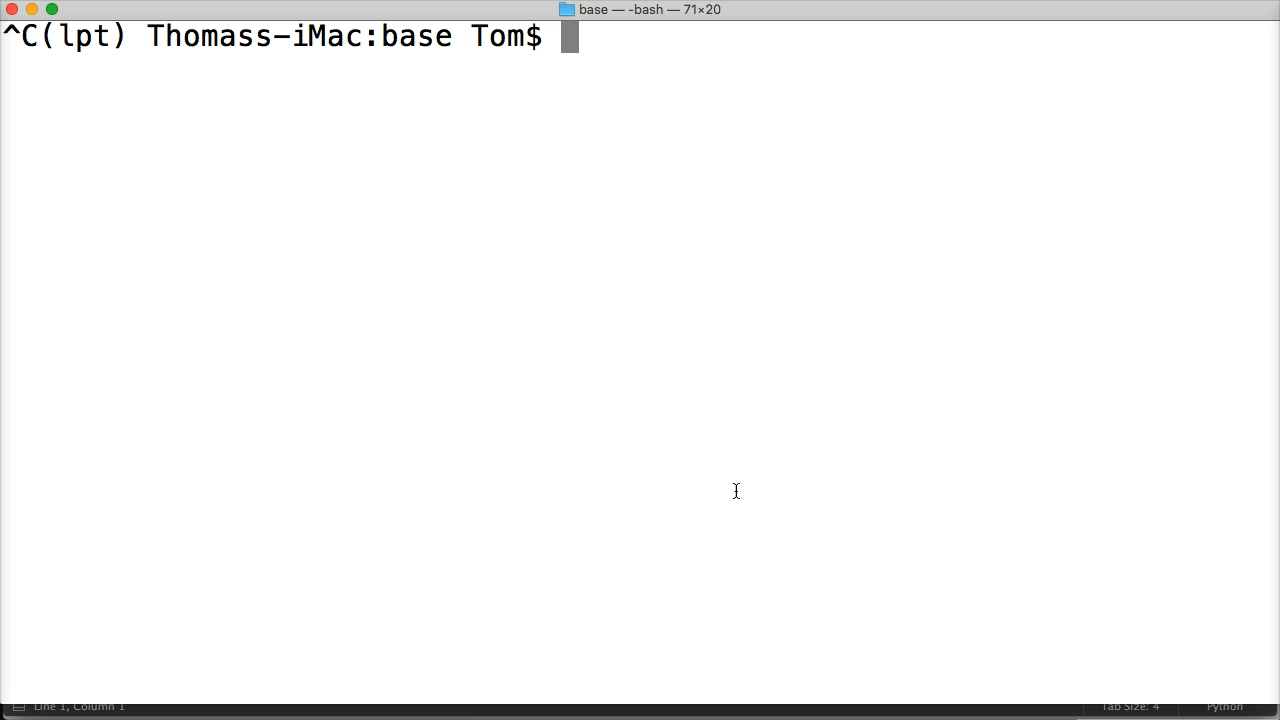 base — -bash — 71×20
^C(lpt) Thomass-iMac:base Tom$
Line 1, Column 1
Tab Size: 4
Python